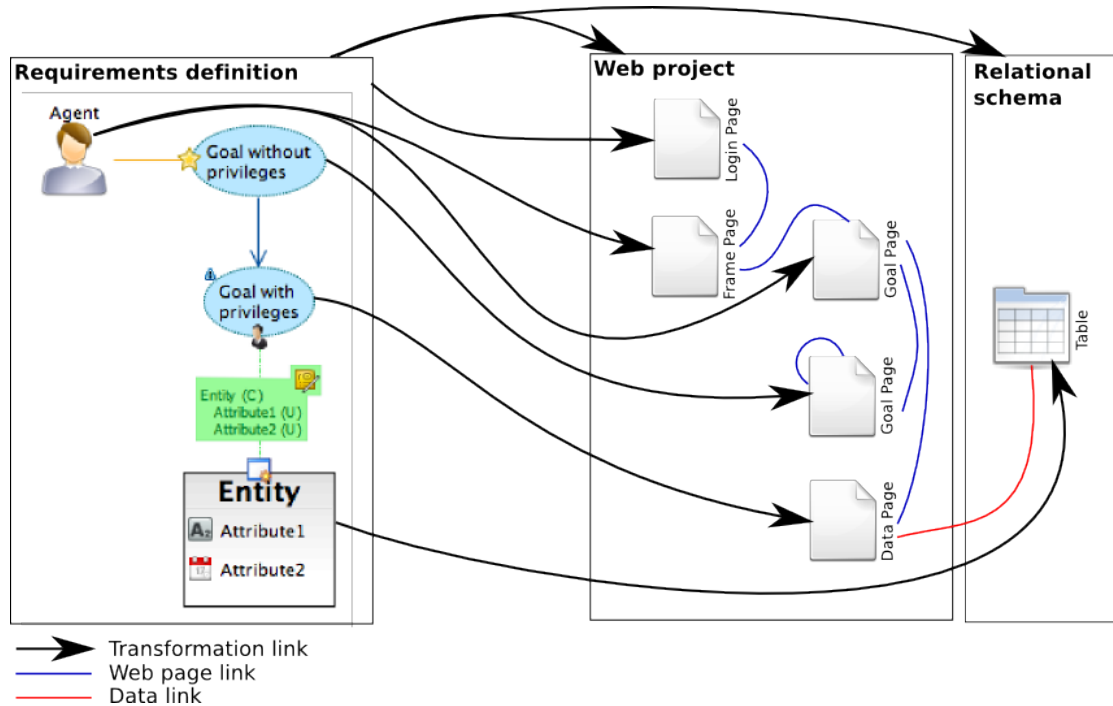 Requirements definition
Agent
Goal without
privileges
Goal with
privileges
Entity (C)
Attribute1 (U)
Attribute2 (U)
Entity
Attribute1
Attribute2
Web project
Login Page
Frame Page
Goal Page
Goal Page
Data Page
Relational
schema
Table
Transformation link
Web page link
Data link